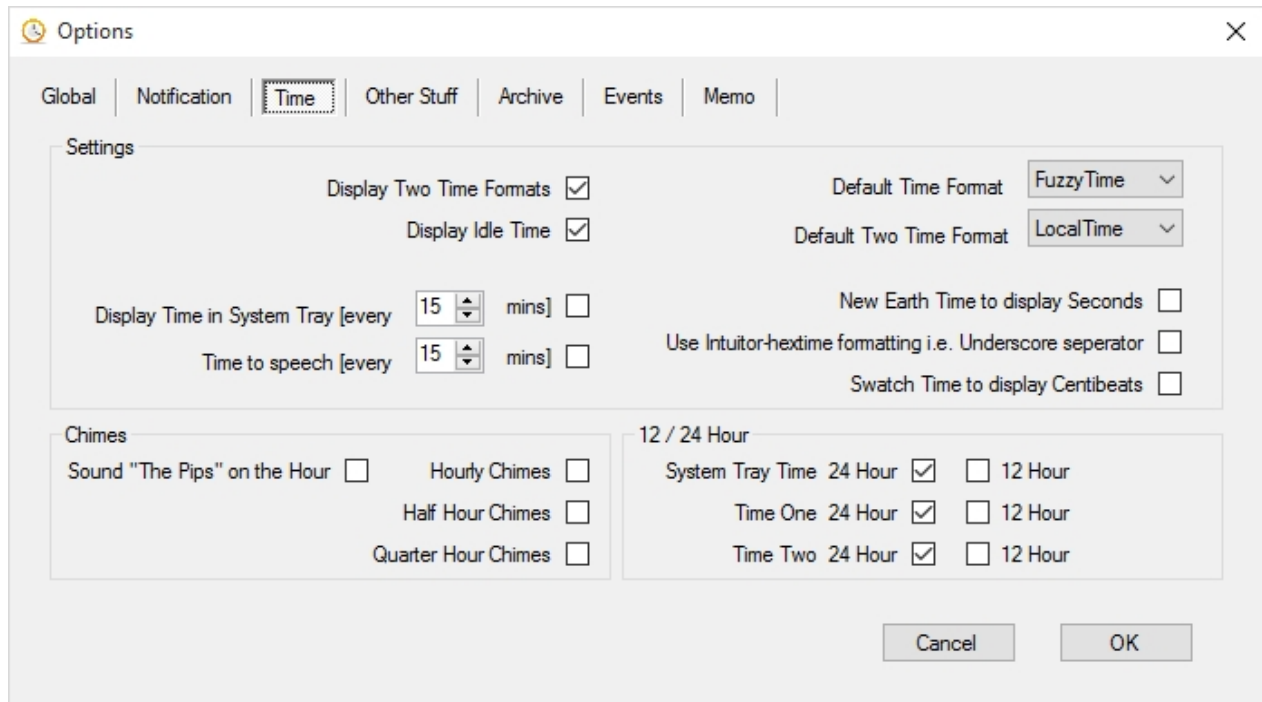 Options
Global Notification Time Other Stuff Archive Events Memo
Settings
Display Two Time Formats
Default Time Format FuzzyTime
Display Idle Time
Default Two Time Format LocalTime
Display Time in System Tray [every 15 mins]
New Earth Time to display Seconds
Time to speech [every 15 mins]
Use Intuitor-hextime formatting i.e. Underscore seperator
Swatch Time to display Centibeats
Chimes
Sound "The Pips" on the Hour Hourly Chimes
Half Hour Chimes
Quarter Hour Chimes
12 / 24 Hour
System Tray Time 24 Hour 12 Hour
Time One 24 Hour 12 Hour
Time Two 24 Hour 12 Hour
Cancel OK